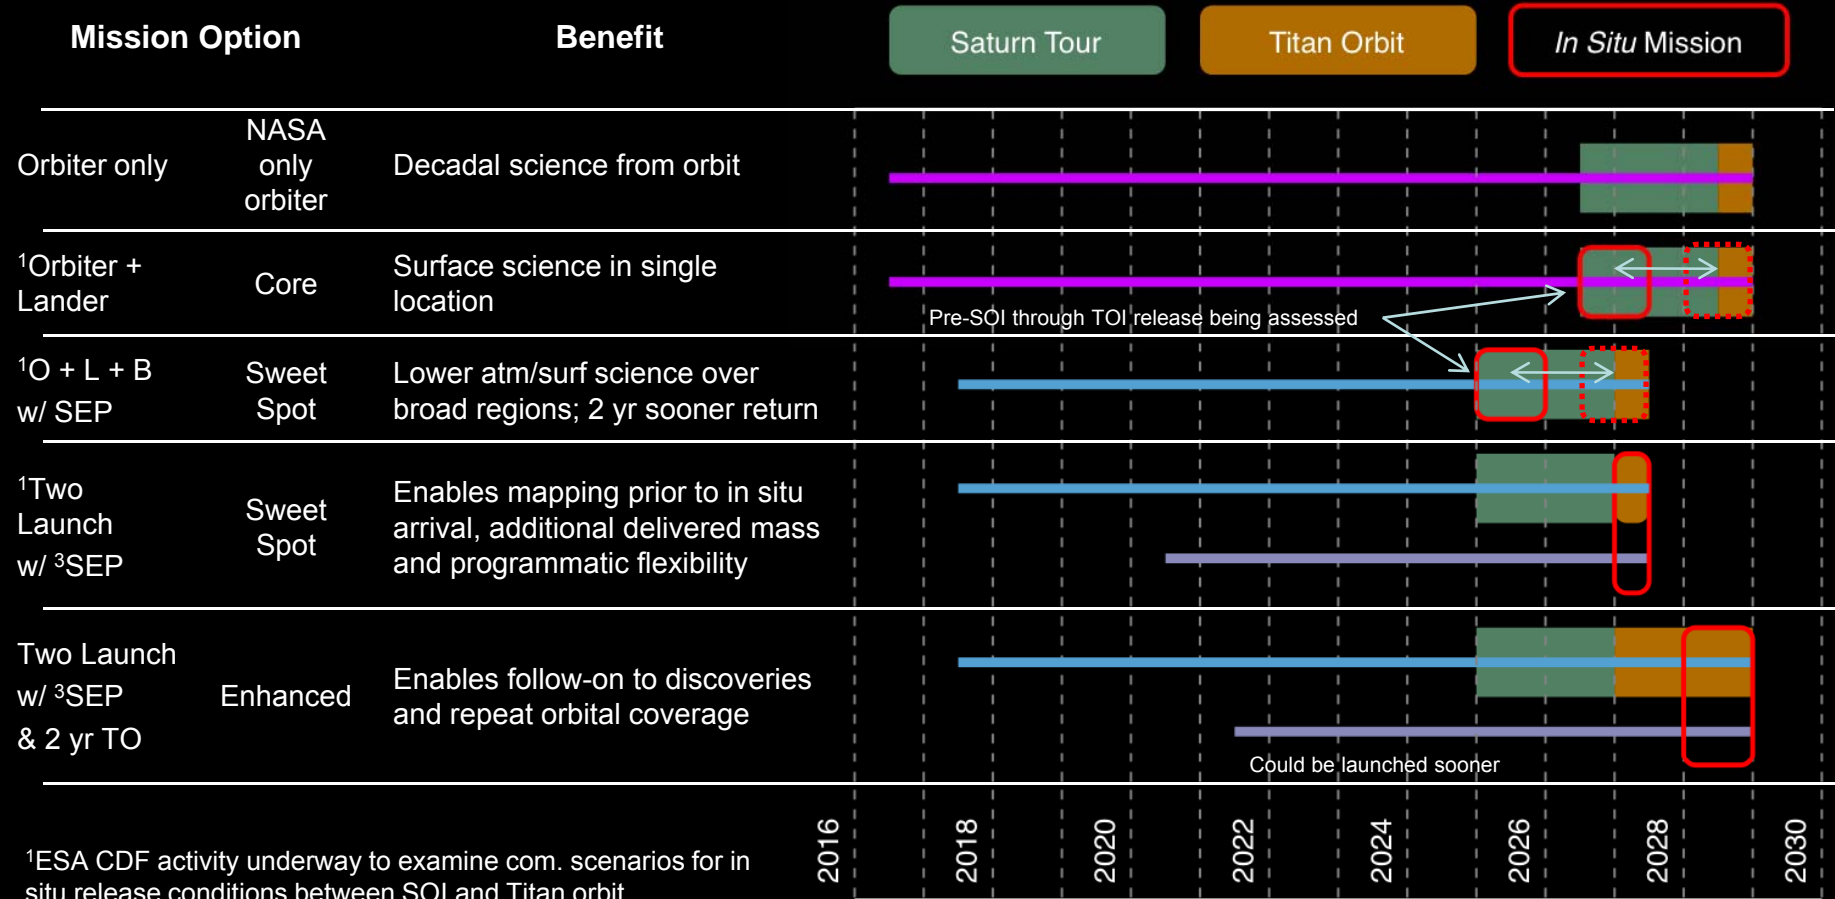 Mission Option Benefit Saturn Tour Titan Orbit In Situ Mission
Orbiter only
NASA
only
orbiter
Decadal science from orbit
¹Orbiter +
Lander
Core
Surface science in single
location
Pre-SOI through TOI release being assessed
¹O + L + B
w/ SEP
Sweet
Spot
Lower atm/surf science over
broad regions; 2 yr sooner return
¹Two
Launch
w/ ³SEP
Sweet
Spot
Enables mapping prior to in situ
arrival, additional delivered mass
and programmatic flexibility
Two Launch
w/ ³SEP
& 2 yr TO
Enhanced
Enables follow-on to discoveries
and repeat orbital coverage
Could be launched sooner
2016
2018
2020
2022
2024
2026
2028
2030
¹ESA CDF activity underway to examine com. scenarios for in
situ release conditions between SOI and Titan orbit